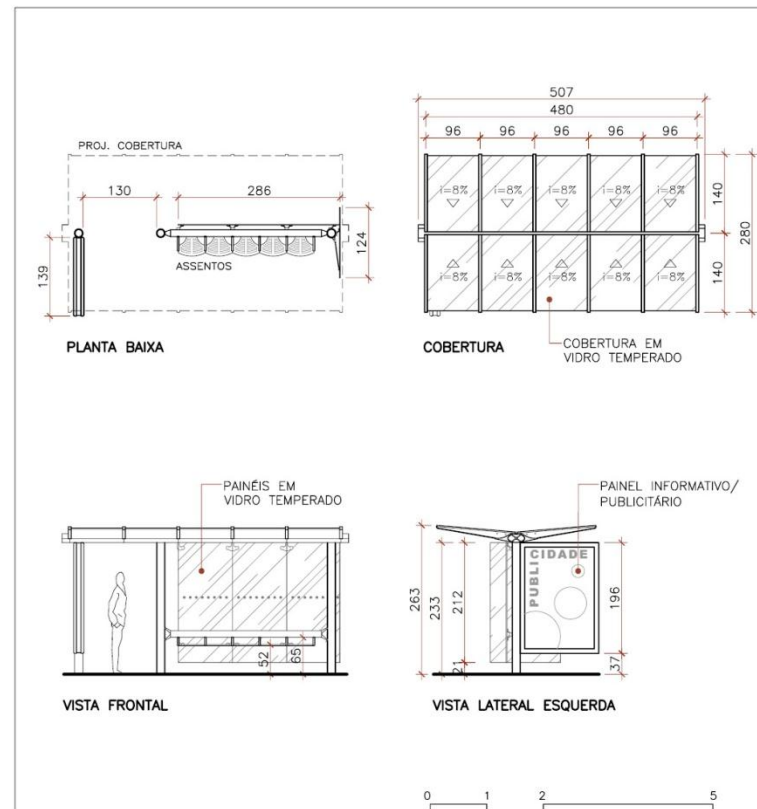 PROJ. COBERTURA
130
286
139
124
ASSENTOS
PLANTA BAIXA
507
480
96 96 96 96 96
i=8% i=8% i=8% i=8% i=8%
140
280
i=8% i=8% i=8% i=8% i=8%
140
COBERTURA
COBERTURA EM
VIDRO TEMPERADO
PAINÉIS EM
VIDRO TEMPERADO
52
65
VISTA FRONTAL
PAINEL INFORMATIVO/
PUBLICITÁRIO
PUBLICIDADE
263
233
212
21
196
37
VISTA LATERAL ESQUERDA
0 1 2 5